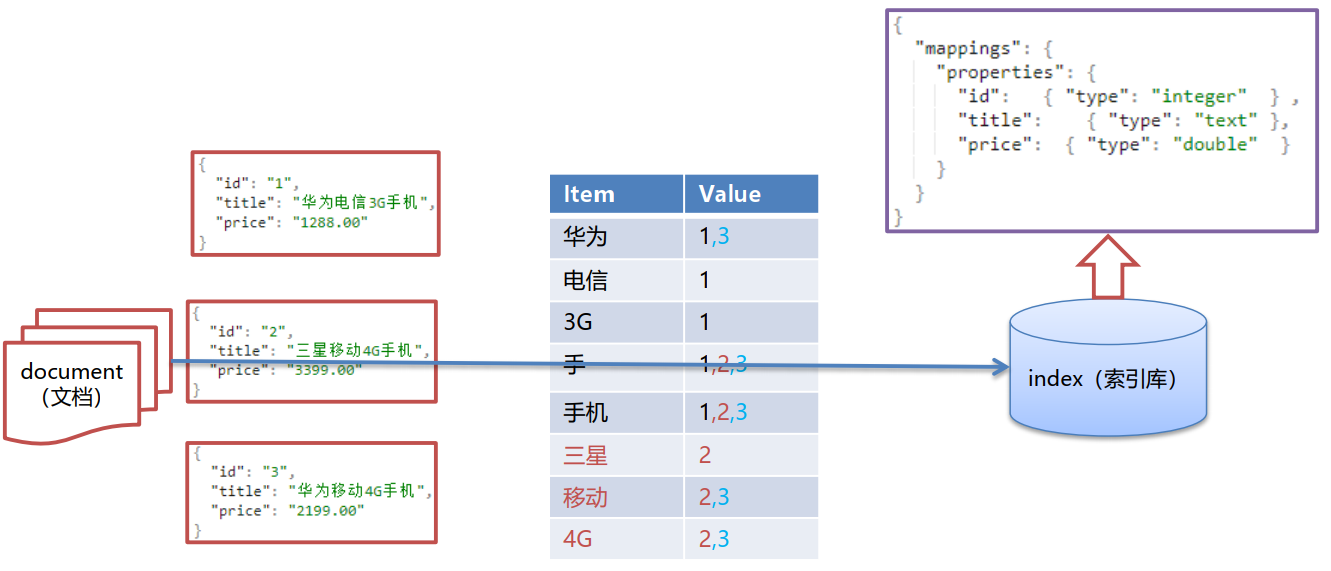 document
（文档）
{
"id": "1",
"title": "华为电信3G手机",
"price": "1288.00"
}
{
"id": "2",
"title": "三星移动4G手机",
"price": "3399.00"
}
{
"id": "3",
"title": "华为移动4G手机",
"price": "2199.00"
}
Item Value
华为 1,3
电信 1
3G 1
手 1,2,3
手机 1,2,3
三星 2
移动 2,3
4G 2,3
{
"mappings": {
"properties": {
"id": { "type": "integer" } ,
"title": { "type": "text" },
"price": { "type": "double" }
}
}
}
index（索引库）